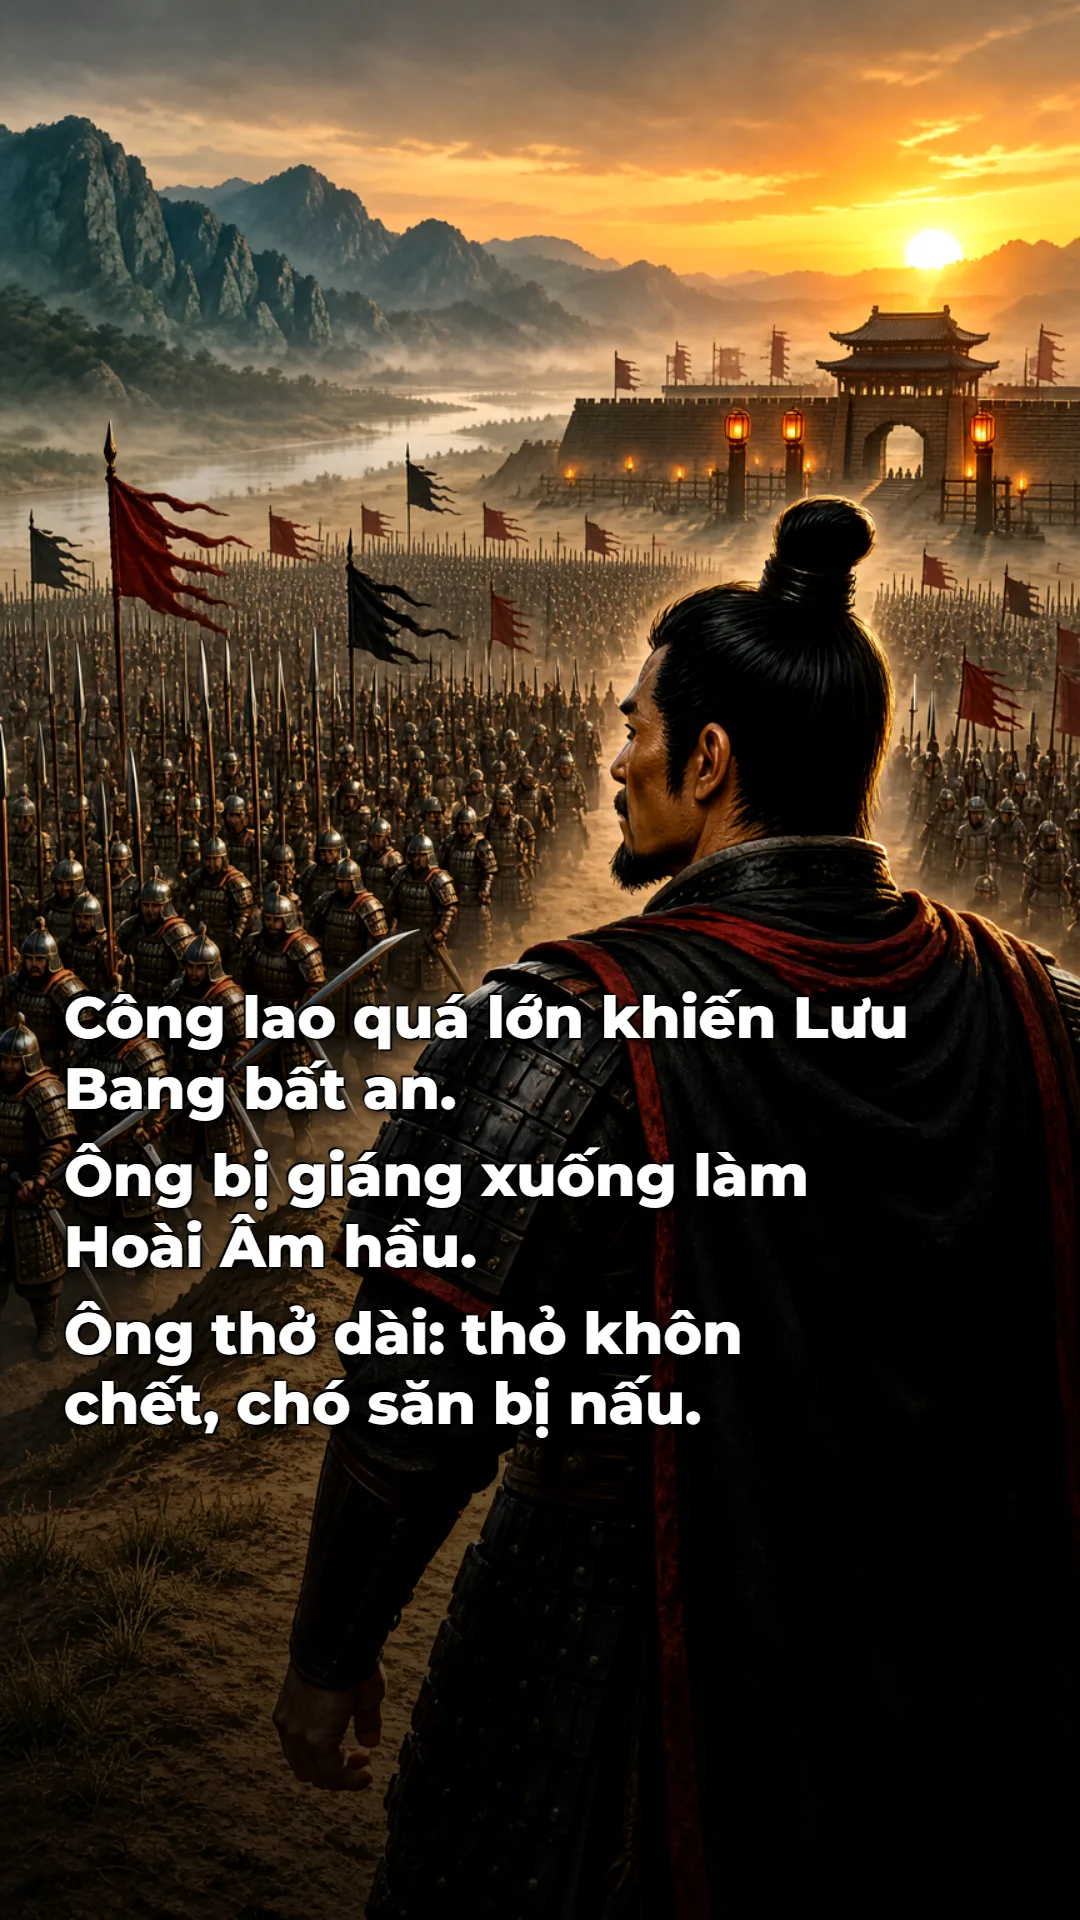 Công lao quá lớn khiến Lưu
Bang bất an.
Ông bị giáng xuống làm
Hoài Âm hầu.
Ông thở dài: thỏ khôn
chết, chó săn bị nấu.